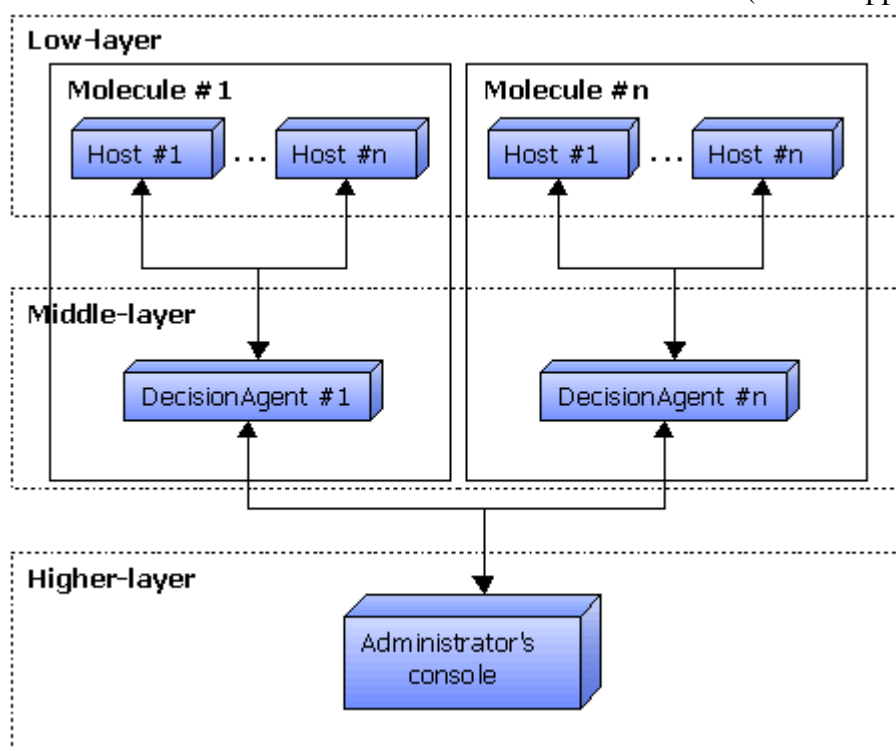 Low-layer
Molecule #1
Molecule #n
Host #1 ... Host #n
Host #1 ... Host #n
Middle-layer
DecisionAgent #1
DecisionAgent #n
Higher-layer
Administrator's
console